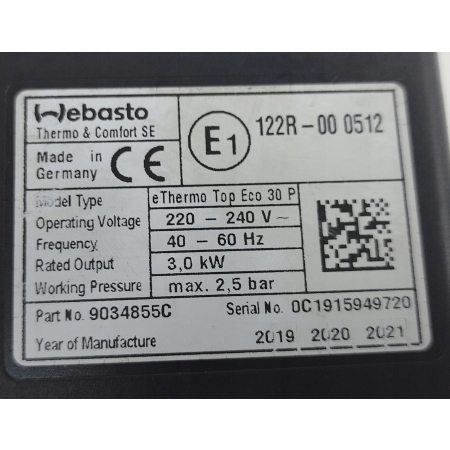 Webasto
Thermo & Comfort SE
E1 122R-00 0512
Made in Germany CE
Model Type eThermo Top Eco 30 P
Operating Voltage 220 – 240 V~
Frequency 40 – 60 Hz
Rated Output 3,0 kW
Working Pressure max. 2,5 bar
Part No. 9034855C Serial No. 0C1915949720
Year of Manufacture 2019 2020 2021